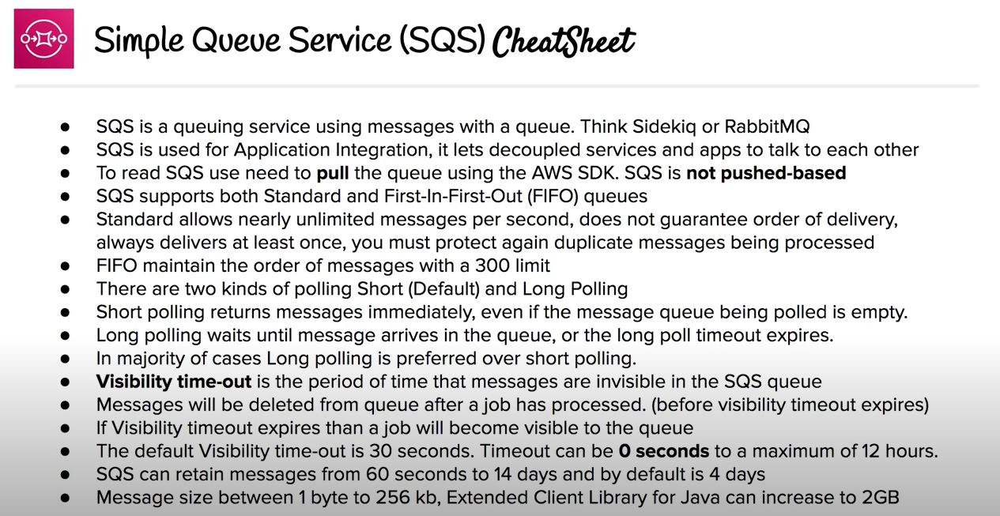 Simple Queue Service (SQS) CheatSheet
● SQS is a queuing service using messages with a queue. Think Sidekiq or RabbitMQ
● SQS is used for Application Integration, it lets decoupled services and apps to talk to each other
● To read SQS use need to pull the queue using the AWS SDK. SQS is not pushed-based
● SQS supports both Standard and First-In-First-Out (FIFO) queues
● Standard allows nearly unlimited messages per second, does not guarantee order of delivery,
always delivers at least once, you must protect again duplicate messages being processed
● FIFO maintain the order of messages with a 300 limit
● There are two kinds of polling Short (Default) and Long Polling
● Short polling returns messages immediately, even if the message queue being polled is empty.
● Long polling waits until message arrives in the queue, or the long poll timeout expires.
● In majority of cases Long polling is preferred over short polling.
● Visibility time-out is the period of time that messages are invisible in the SQS queue
● Messages will be deleted from queue after a job has processed. (before visibility timeout expires)
● If Visibility timeout expires than a job will become visible to the queue
● The default Visibility time-out is 30 seconds. Timeout can be 0 seconds to a maximum of 12 hours.
● SQS can retain messages from 60 seconds to 14 days and by default is 4 days
● Message size between 1 byte to 256 kb, Extended Client Library for Java can increase to 2GB